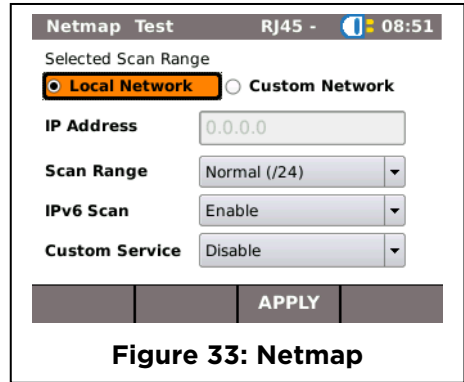 Netmap Test RJ45 - 08:51
Selected Scan Range
Local Network Custom Network
IP Address 0.0.0.0
Scan Range Normal (/24)
IPv6 Scan Enable
Custom Service Disable
APPLY
Figure 33: Netmap